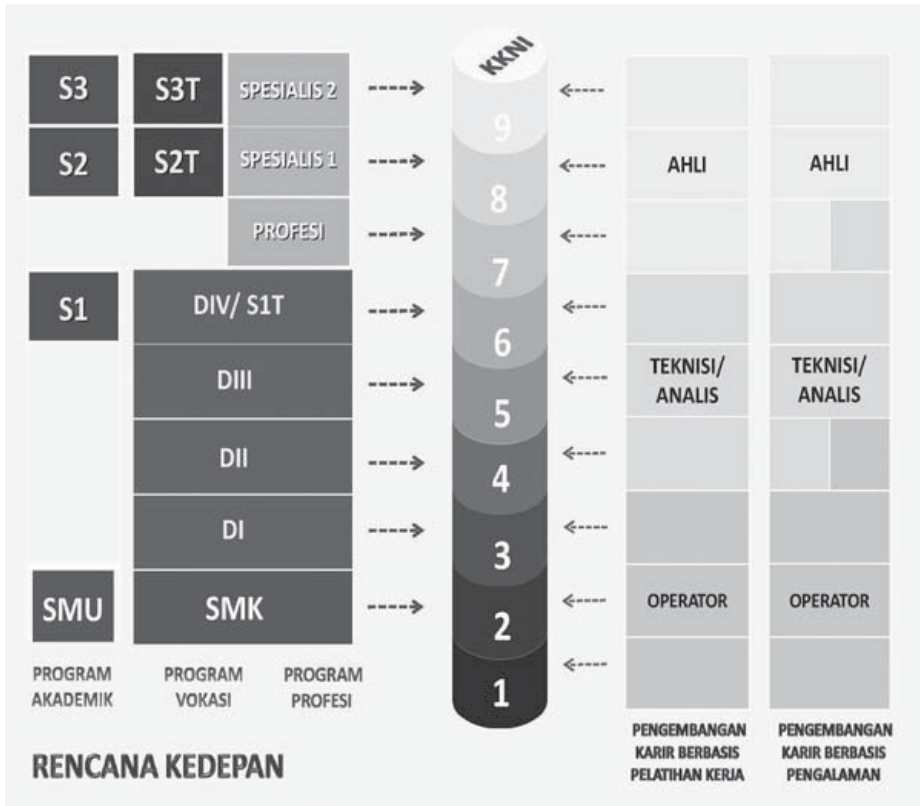 KKNI
S3 S3T SPESIALIS 2 9
S2 S2T SPESIALIS 1 8 AHLI AHLI
PROFESI 7
S1 DIV/ S1T 6
DIII 5 TEKNISI/ TEKNISI/
ANALIS ANALIS
DII 4
DI 3
SMU SMK 2 OPERATOR OPERATOR
1
PROGRAM PROGRAM PROGRAM
AKADEMIK VOKASI PROFESI
PENGEMBANGAN PENGEMBANGAN
KARIR BERBASIS KARIR BERBASIS
PELATIHAN KERJA PENGALAMAN
RENCANA KEDEPAN